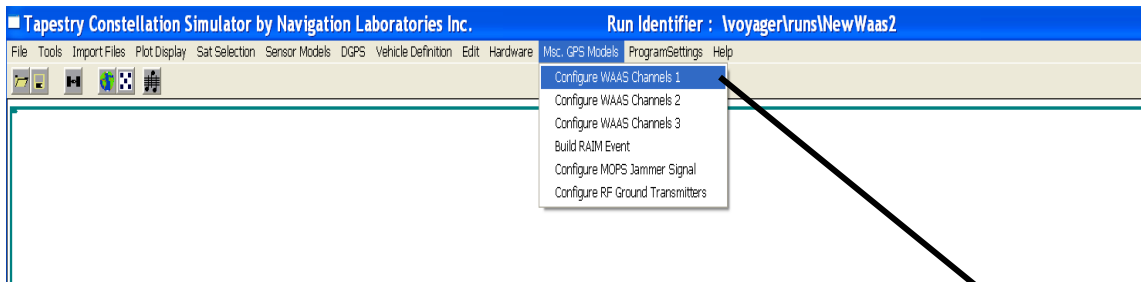 Tapestry Constellation Simulator by Navigation Laboratories Inc. Run Identifier : \voyager\runs\NewWaas2
File Tools Import Files Plot Display Sat Selection Sensor Models DGPS Vehicle Definition Edit Hardware Msc. GPS Models ProgramSettings Help
Configure WAAS Channels 1
Configure WAAS Channels 2
Configure WAAS Channels 3
Build RAIM Event
Configure MOPS Jammer Signal
Configure RF Ground Transmitters